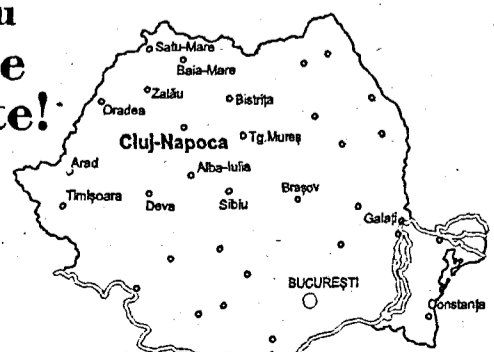 u
e
te!
Satu-Mare
Baia-Mare
Zalău
Bistrița
Oradea
Cluj-Napoca
Tg.Mureș
Arad
Alba-Iulia
Timișoara
Deva
Sibiu
Brașov
Galați
BUCUREȘTI
Constanța